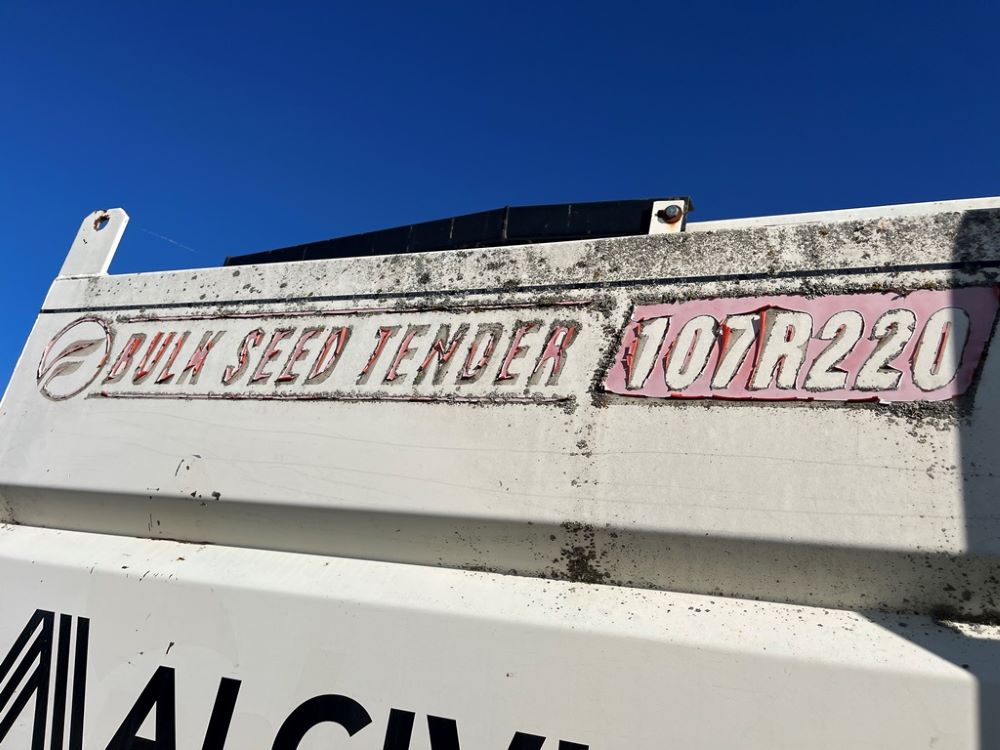 BULK SEED TENDER 107R220